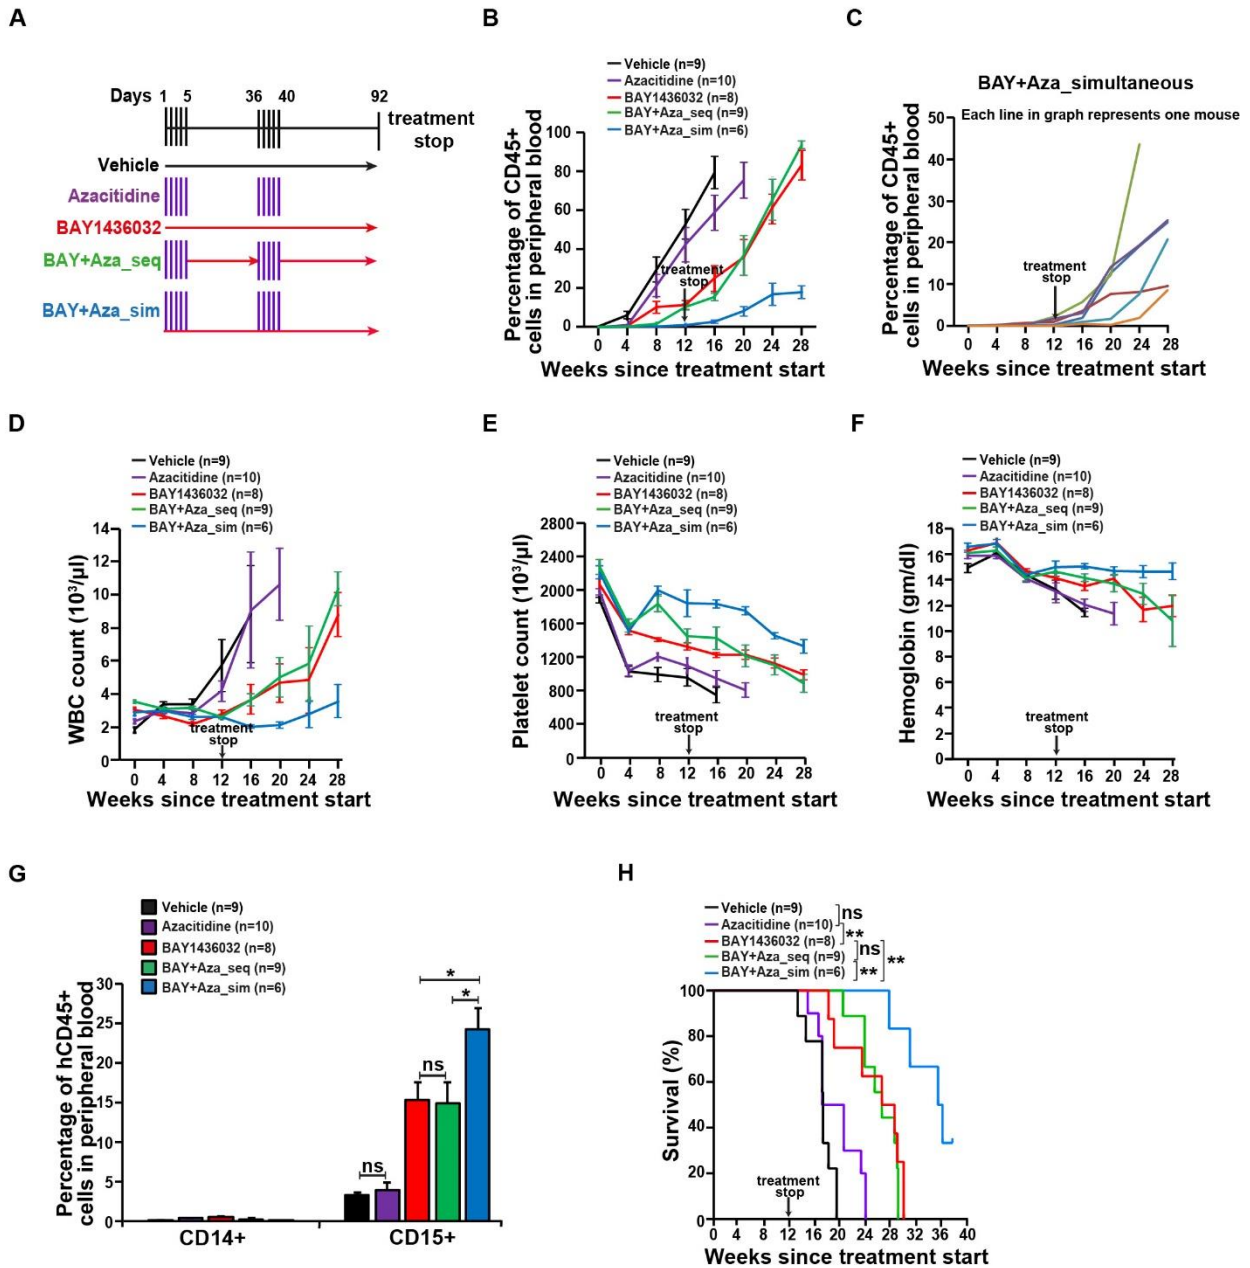 A
Days 1 5 36 40 92
treatment
stop
Vehicle
Azacitidine
BAY1436032
BAY+Aza_seq
BAY+Aza_sim
B
Vehicle (n=9)
Azacitidine (n=10)
BAY1436032 (n=8)
BAY+Aza_seq (n=9)
BAY+Aza_sim (n=6)
Percentage of CD45+
cells in peripheral blood
100
80
60
40
20
0
treatment
stop
0 4 8 12 16 20 24 28
Weeks since treatment start
C
BAY+Aza_simultaneous
Each line in graph represents one mouse
Percentage of CD45+
cells in peripheral blood
50
40
30
20
10
0
treatment
stop
0 4 8 12 16 20 24 28
Weeks since treatment start
D
Vehicle (n=9)
Azacitidine (n=10)
BAY1436032 (n=8)
BAY+Aza_seq (n=9)
BAY+Aza_sim (n=6)
WBC count (10³/µl)
14
12
10
8
6
4
2
0
treatment
stop
0 4 8 12 16 20 24 28
Weeks since treatment start
E
Vehicle (n=9)
Azacitidine (n=10)
BAY1436032 (n=8)
BAY+Aza_seq (n=9)
BAY+Aza_sim (n=6)
Platelet count (10³/µl)
2800
2400
2000
1600
1200
800
400
0
treatment
stop
0 4 8 12 16 20 24 28
Weeks since treatment start
F
Vehicle (n=9)
Azacitidine (n=10)
BAY1436032 (n=8)
BAY+Aza_seq (n=9)
BAY+Aza_sim (n=6)
Hemoglobin (gm/dl)
18
16
14
12
10
8
6
4
2
0
treatment
stop
0 4 8 12 16 20 24 28
Weeks since treatment start
G
Vehicle (n=9)
Azacitidine (n=10)
BAY1436032 (n=8)
BAY+Aza_seq (n=9)
BAY+Aza_sim (n=6)
Percentage of hCD45+
cells in peripheral blood
30
25
20
15
10
5
0
ns
ns
*
*
CD14+ CD15+
H
Vehicle (n=9)
Azacitidine (n=10)
BAY1436032 (n=8)
BAY+Aza_seq (n=9)
BAY+Aza_sim (n=6)
ns
**
ns
**
**
Survival (%)
100
80
60
40
20
0
treatment
stop
0 4 8 12 16 20 24 28 32 36 40
Weeks since treatment start